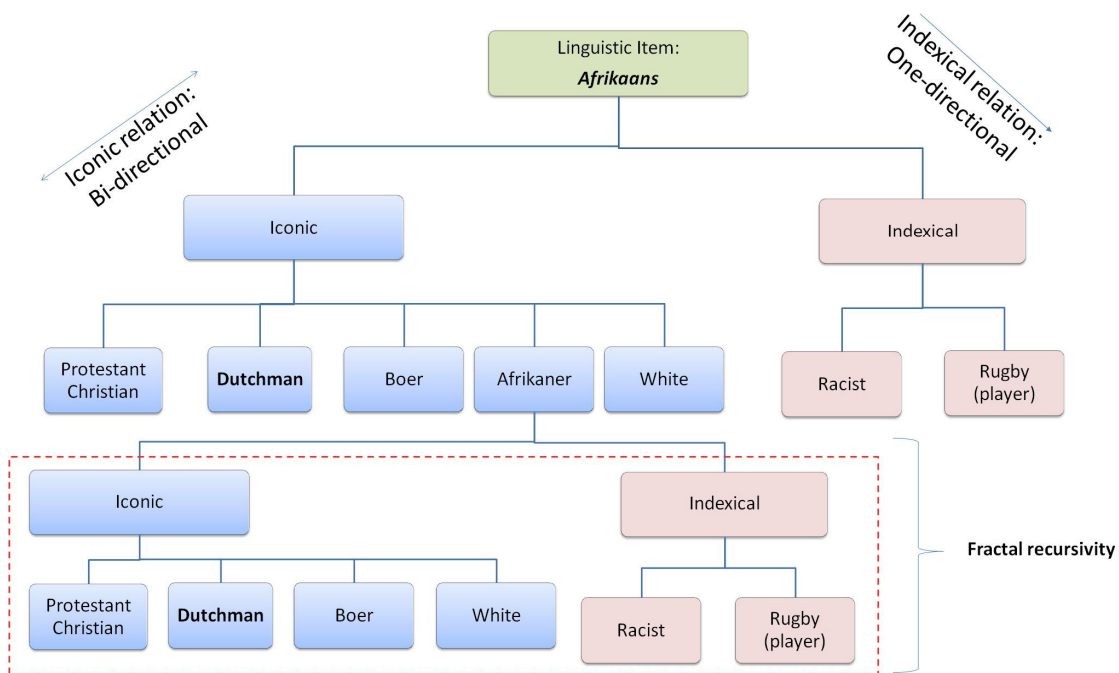 Linguistic Item:
Afrikaans
Iconic relation:
Bi-directional
Indexical relation:
One-directional
Iconic
Indexical
Protestant
Christian
Dutchman
Boer
Afrikaner
White
Racist
Rugby
(player)
Iconic
Indexical
Fractal recursivity
Protestant
Christian
Dutchman
Boer
White
Racist
Rugby
(player)